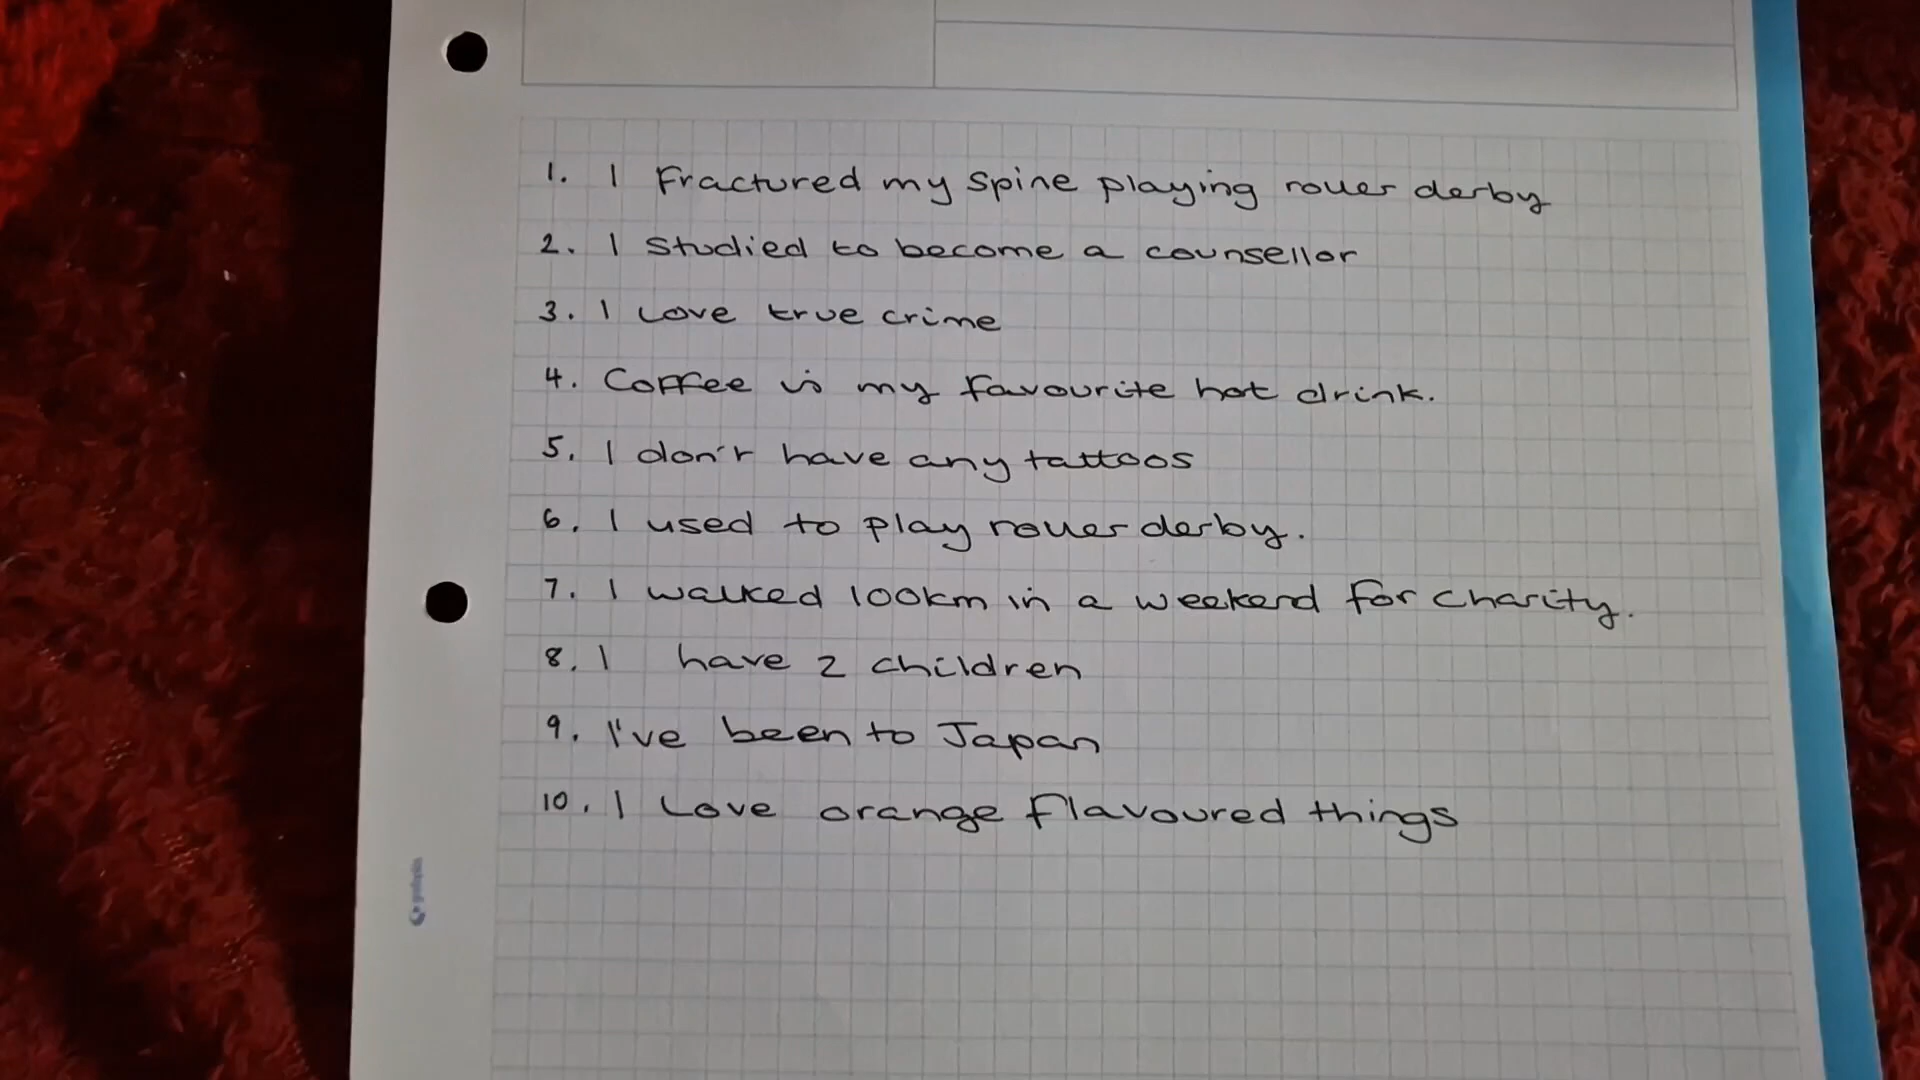 1. I Fractured my spine playing roller derby
2. I studied to become a counsellor
3. I Love true crime
4. Coffee is my favourite hot drink.
5. I don't have any tattoos
6. I used to play roller derby.
7. I walked 100km in a weekend for charity.
8. I have 2 children
9. I've been to Japan
10. I Love orange flavoured things